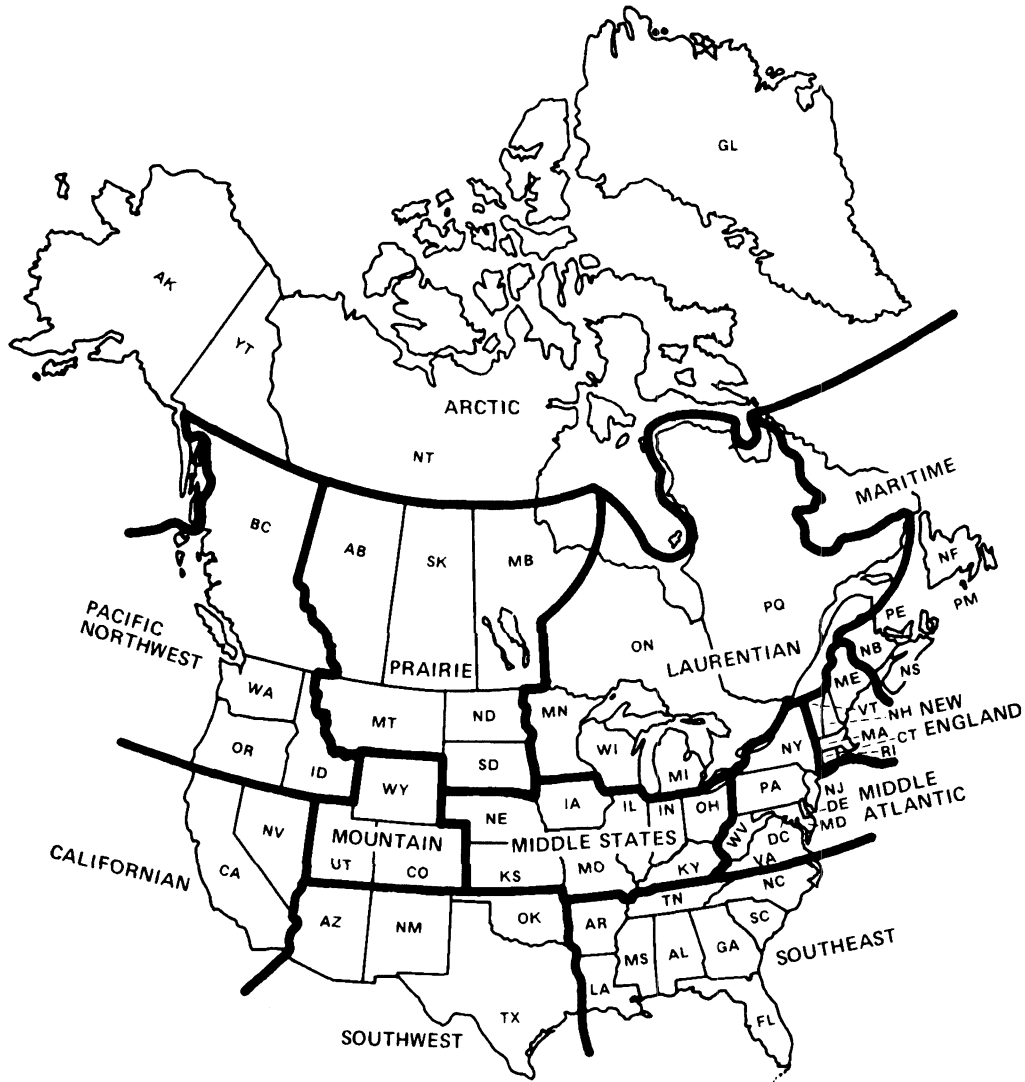 GL
AK
YT
ARCTIC
NT
MARITIME
BC
AB
SK
MB
NF
PM
PQ
PE
PACIFIC
NORTHWEST
ON
LAURENTIAN
NB
NS
PRAIRIE
ME
WA
MT
ND
MN
VT
NH
NEW
ENGLAND
OR
ID
SD
WI
MI
NY
MA
CT
RI
WY
IA
IL
IN
OH
PA
NJ
DE
MD
MIDDLE
ATLANTIC
NV
MOUNTAIN
NE
MIDDLE STATES
WV
DC
VA
CALIFORNIAN
CA
UT
CO
KS
MO
KY
NC
TN
AZ
NM
OK
AR
SC
MS
AL
GA
SOUTHEAST
LA
TX
FL
SOUTHWEST